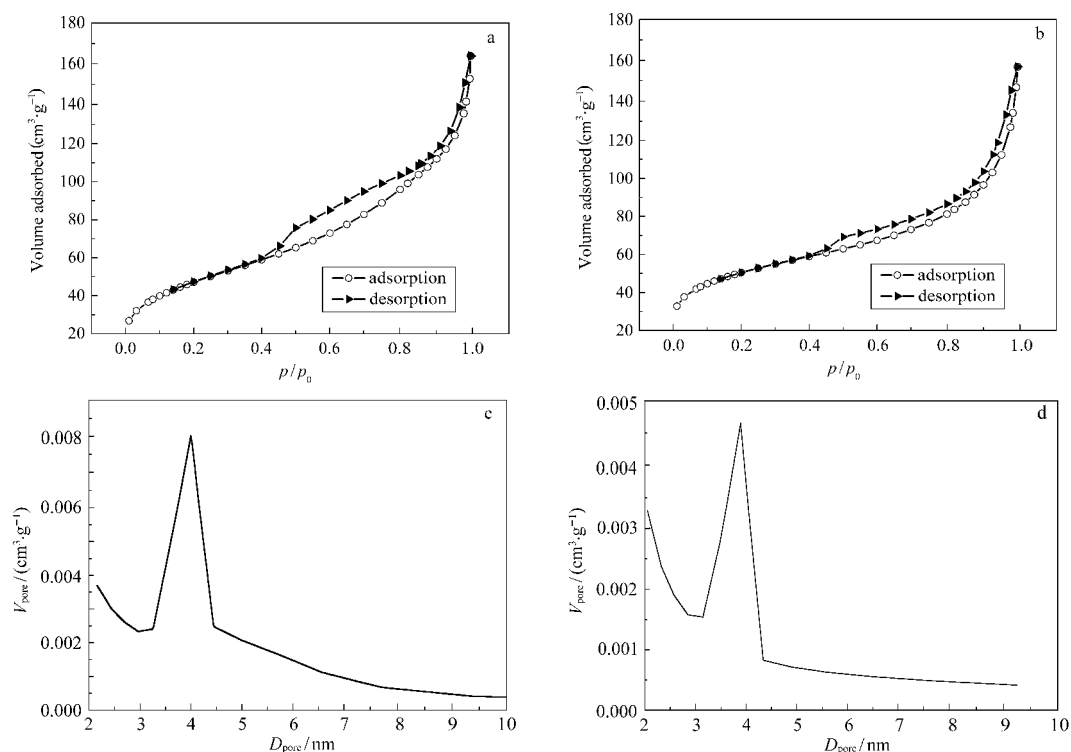 a
180
160
140
120
100
80
60
40
20
Volume adsorbed (cm³·g⁻¹)
adsorption
desorption
0.0 0.2 0.4 0.6 0.8 1.0
p/p₀
b
180
160
140
120
100
80
60
40
20
Volume adsorbed (cm³·g⁻¹)
adsorption
desorption
0.0 0.2 0.4 0.6 0.8 1.0
p/p₀
c
0.008
0.006
0.004
0.002
0.000
Vpore/(cm³·g⁻¹)
2 3 4 5 6 7 8 9 10
Dpore/nm
d
0.005
0.004
0.003
0.002
0.001
0.000
Vpore/(cm³·g⁻¹)
2 3 4 5 6 7 8 9 10
Dpore/nm